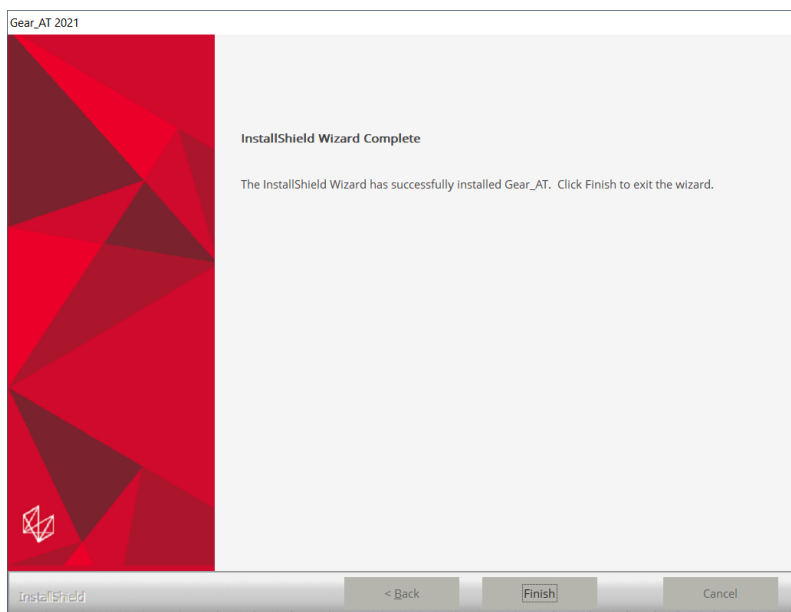 Gear_AT 2021
InstallShield Wizard Complete
The InstallShield Wizard has successfully installed Gear_AT. Click Finish to exit the wizard.
InstallShield
< Back
Finish
Cancel